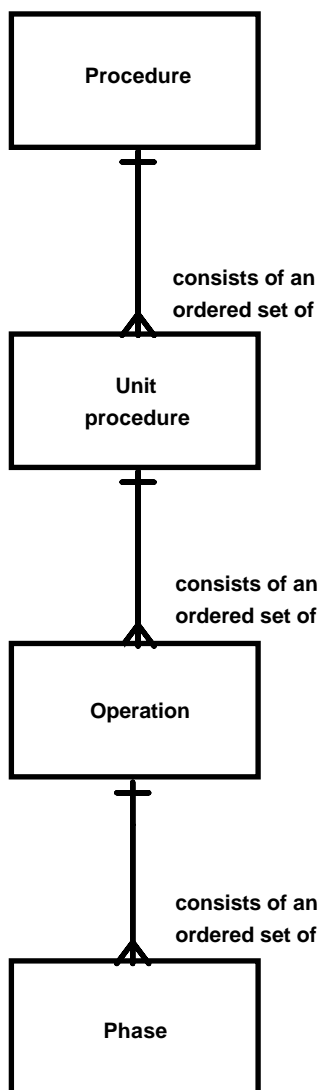 Procedure
consists of an
ordered set of
Unit
procedure
consists of an
ordered set of
Operation
consists of an
ordered set of
Phase